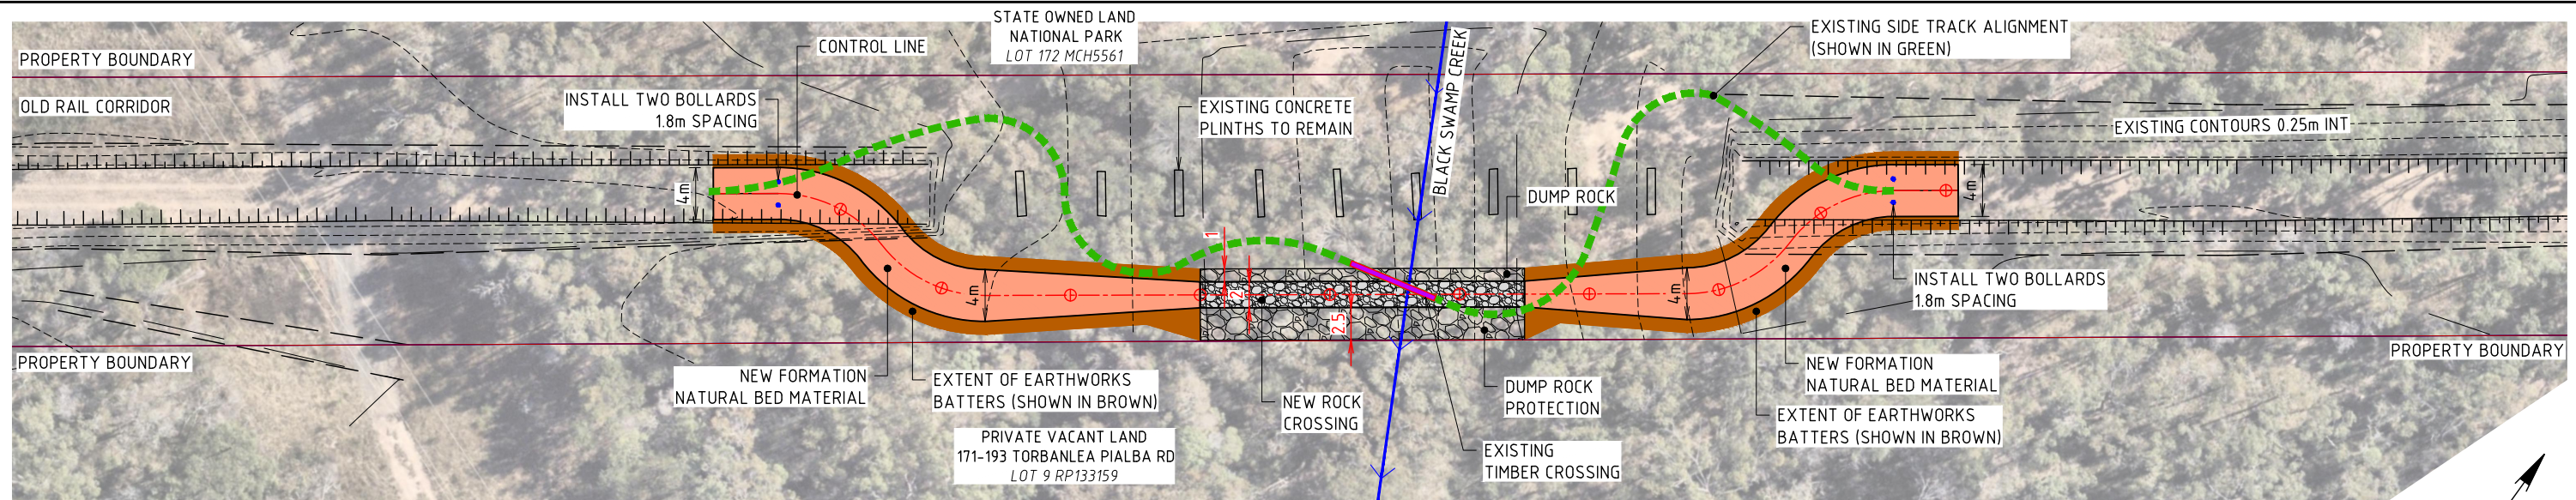 STATE OWNED LAND
NATIONAL PARK
LOT 172 MCH5561
PROPERTY BOUNDARY
CONTROL LINE
EXISTING SIDE TRACK ALIGNMENT
(SHOWN IN GREEN)
BLACK SWAMP CREEK
OLD RAIL CORRIDOR
INSTALL TWO BOLLARDS
1.8m SPACING
EXISTING CONCRETE
PLINTHS TO REMAIN
EXISTING CONTOURS 0.25m INT
4m
DUMP ROCK
4m
1
2
2.5
4m
4m
INSTALL TWO BOLLARDS
1.8m SPACING
PROPERTY BOUNDARY
PROPERTY BOUNDARY
NEW FORMATION
NATURAL BED MATERIAL
EXTENT OF EARTHWORKS
BATTERS (SHOWN IN BROWN)
NEW ROCK
CROSSING
DUMP ROCK
PROTECTION
NEW FORMATION
NATURAL BED MATERIAL
EXTENT OF EARTHWORKS
BATTERS (SHOWN IN BROWN)
PRIVATE VACANT LAND
171-193 TORBANLEA PIALBA RD
LOT 9 RP133159
EXISTING
TIMBER CROSSING